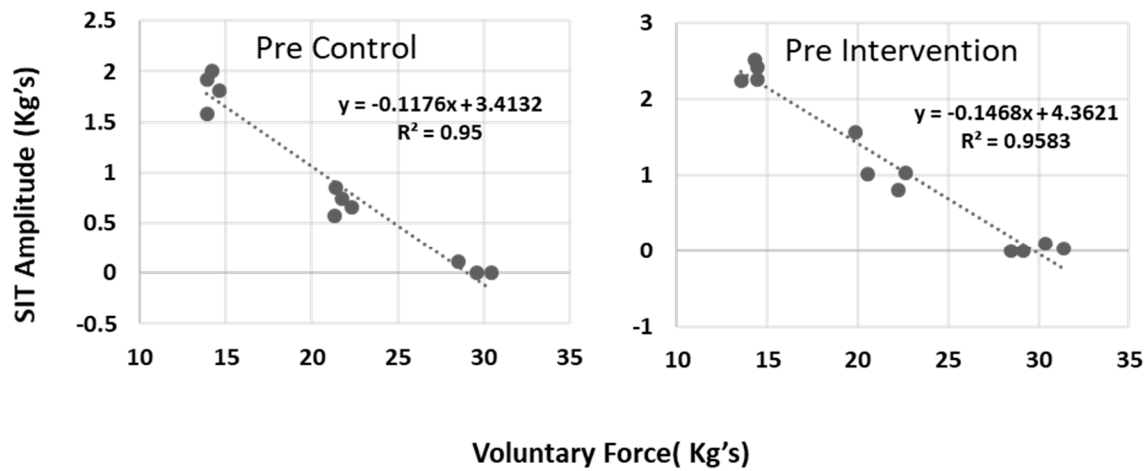 Pre Control
y = -0.1176x + 3.4132
R² = 0.95
SIT Amplitude (Kg's)
2.5
2
1.5
1
0.5
0
-0.5
10 15 20 25 30 35
Pre Intervention
y = -0.1468x + 4.3621
R² = 0.9583
3
2
1
0
-1
10 15 20 25 30 35
Voluntary Force( Kg's)